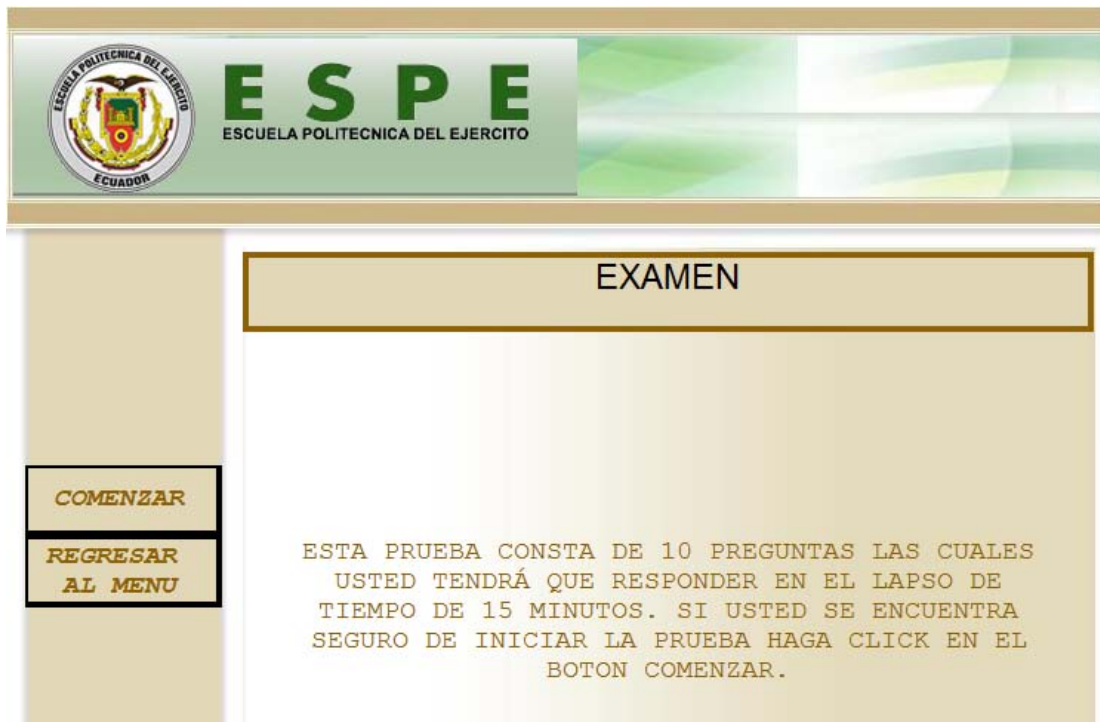 ESCUELA POLITECNICA DEL EJERCITO
ECUADOR
ESPE
ESCUELA POLITECNICA DEL EJERCITO
EXAMEN
COMENZAR
REGRESAR
AL MENU
ESTA PRUEBA CONSTA DE 10 PREGUNTAS LAS CUALES
USTED TENDRÁ QUE RESPONDER EN EL LAPSO DE
TIEMPO DE 15 MINUTOS. SI USTED SE ENCUENTRA
SEGURO DE INICIAR LA PRUEBA HAGA CLICK EN EL
BOTON COMENZAR.